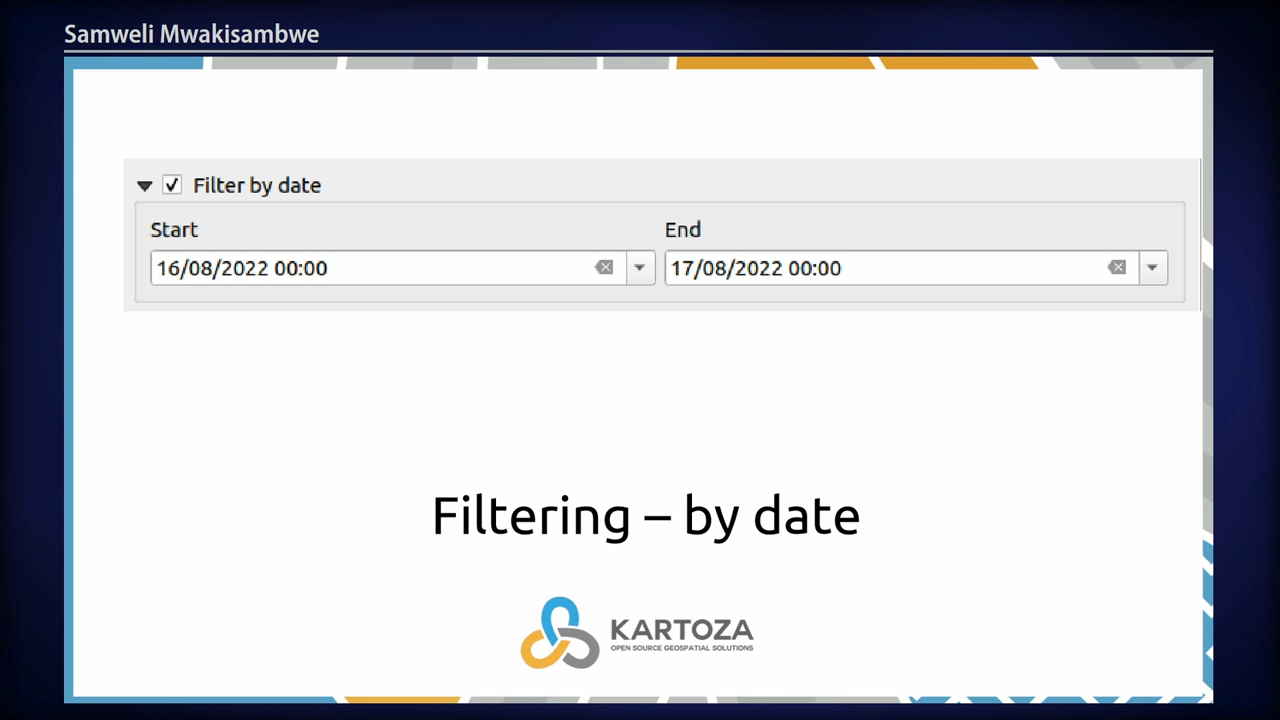 Samweli Mwakisambwe
Filter by date
Start End
16/08/2022 00:00 17/08/2022 00:00
Filtering – by date
KARTOZA
OPEN SOURCE GEOSPATIAL SOLUTIONS